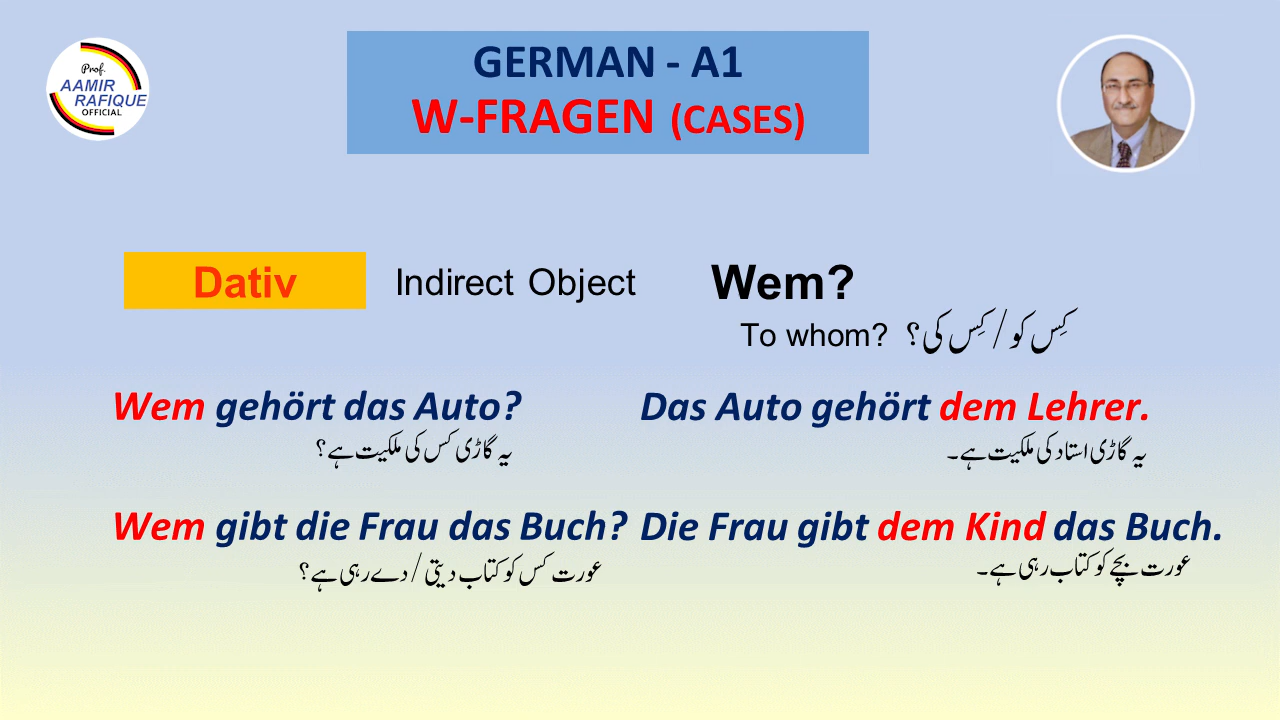 Prof.
AAMIR
RAFIQUE
OFFICIAL
GERMAN - A1
W-FRAGEN (CASES)
Dativ Indirect Object Wem?
To whom? کِس کو / کِس کی ؟
Wem gehört das Auto? Das Auto gehört dem Lehrer.
یہ گاڑی کس کی ملکیت ہے ؟ یہ گاڑی استاد کی ملکیت ہے ۔
Wem gibt die Frau das Buch? Die Frau gibt dem Kind das Buch.
عورت کس کو کتاب دیتی / دے رہی ہے ؟ عورت بچے کو کتاب رہی ہے ۔